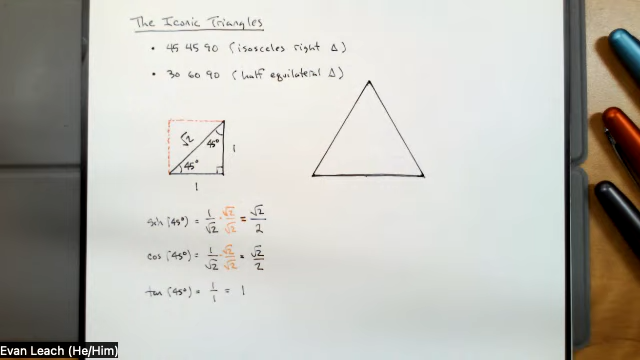 The Iconic Triangles
• 45 45 90 (isosceles right Δ)
• 30 60 90 (half equilateral Δ)
√2
45°
45°
1
1
sin(45°) = 1/√2 · √2/√2 = √2/2
cos(45°) = 1/√2 · √2/√2 = √2/2
tan(45°) = 1/1 = 1
Evan Leach (He/Him)